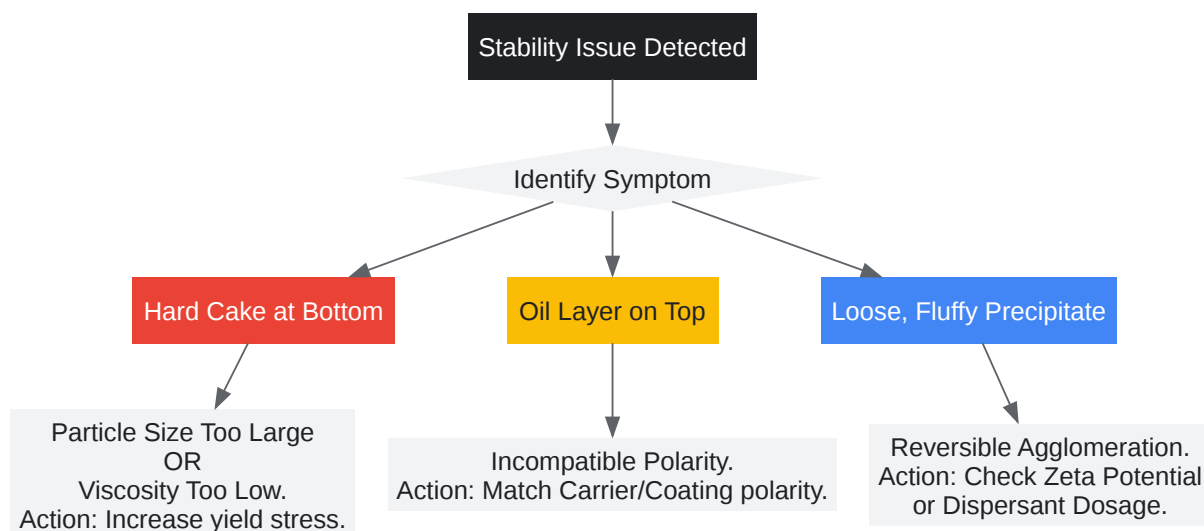 Stability Issue Detected
Identify Symptom
Hard Cake at Bottom
Oil Layer on Top
Loose, Fluffy Precipitate
Particle Size Too Large
OR
Viscosity Too Low.
Action: Increase yield stress.
Incompatible Polarity.
Action: Match Carrier/Coating polarity.
Reversible Agglomeration.
Action: Check Zeta Potential
or Dispersant Dosage.